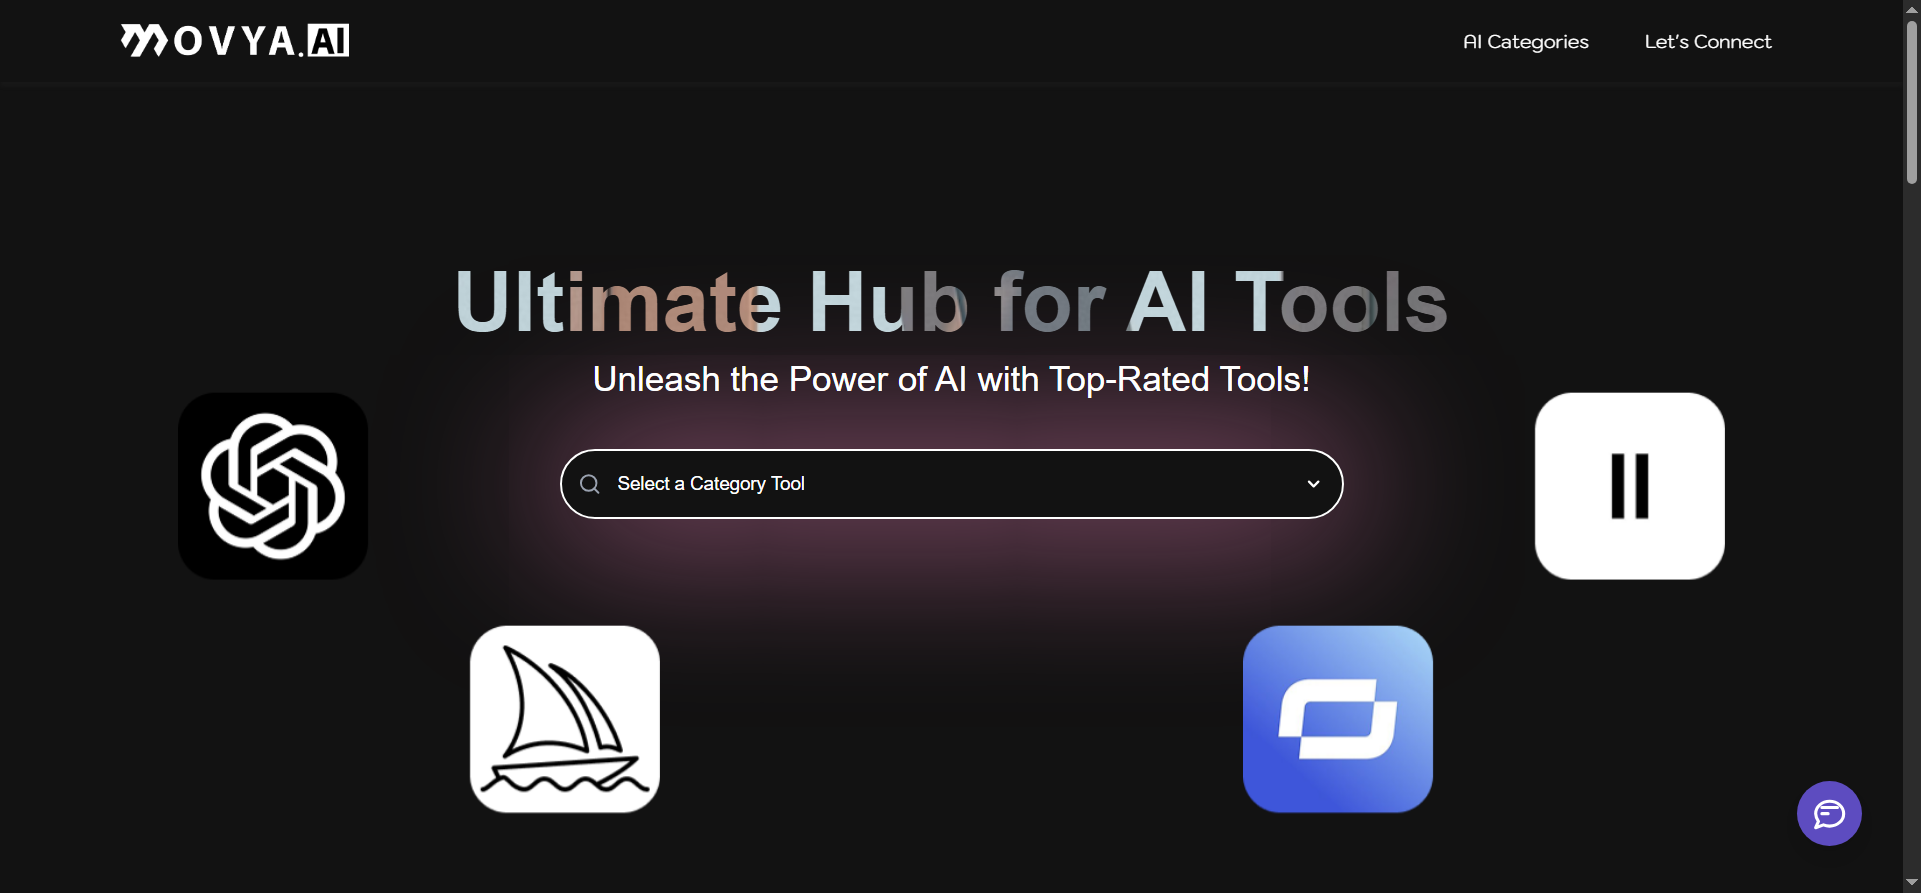 MOVYA.AI
AI Categories
Let's Connect
Ultimate Hub for AI Tools
Unleash the Power of AI with Top-Rated Tools!
Select a Category Tool